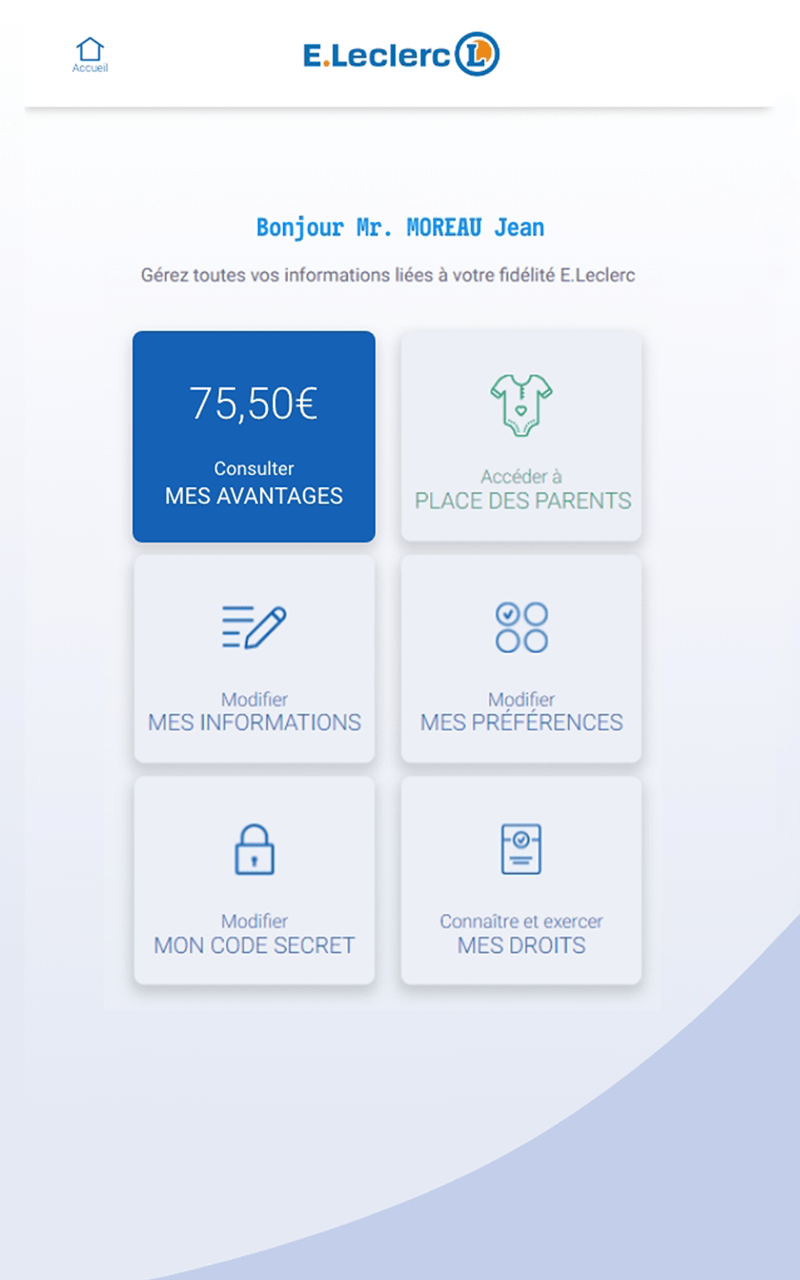 Accueil
E.Leclerc L
Bonjour Mr. MOREAU Jean
Gérez toutes vos informations liées à votre fidélité E.Leclerc
75,50€
Consulter
MES AVANTAGES
Accéder à
PLACE DES PARENTS
Modifier
MES INFORMATIONS
Modifier
MES PRÉFÉRENCES
Modifier
MON CODE SECRET
Connaître et exercer
MES DROITS